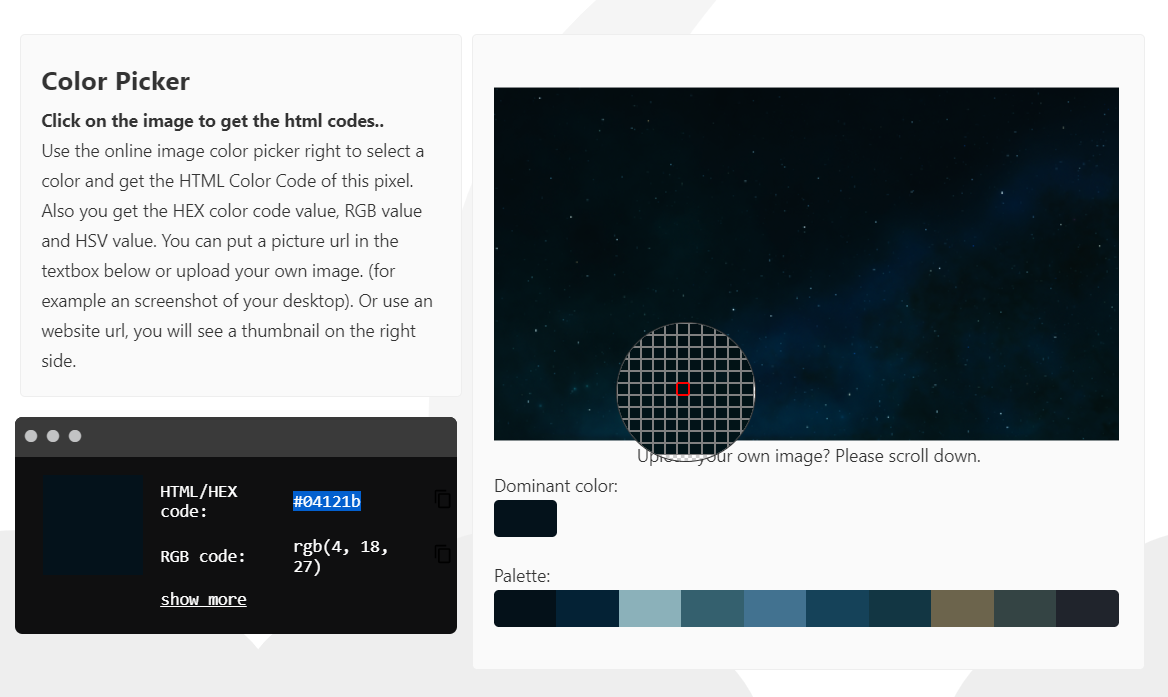 Color Picker
Click on the image to get the html codes..
Use the online image color picker right to select a
color and get the HTML Color Code of this pixel.
Also you get the HEX color code value, RGB value
and HSV value. You can put a picture url in the
textbox below or upload your own image. (for
example an screenshot of your desktop). Or use an
website url, you will see a thumbnail on the right
side.
HTML/HEX
code:
#04121b
RGB code:
rgb(4, 18,
27)
show more
your own image? Please scroll down.
Dominant color:
Palette: